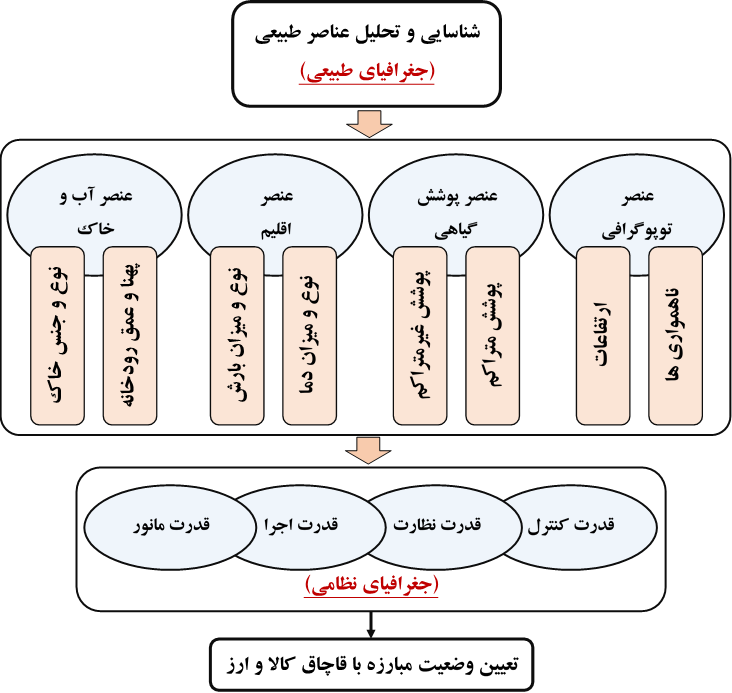 شناسایی و تحلیل عناصر طبیعی
(جغرافیای طبیعی)
عنصر
توپوگرافی
ناهمواری ها
ارتفاعات
عنصر پوشش
گیاهی
پوشش متراکم
پوشش غیرمتراکم
عنصر
اقلیم
نوع و میزان دما
نوع و میزان بارش
عنصر آب و
خاک
پهنا و عمق رودخانه
نوع و جنس خاک
قدرت کنترل
قدرت نظارت
قدرت اجرا
قدرت مانور
(جغرافیای نظامی)
تعیین وضعیت مبارزه با قاچاق کالا و ارز